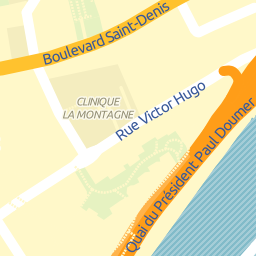 Boulevard Saint-Denis
CLINIQUE
LA MONTAGNE
Rue Victor Hugo
Quai du Président Paul Doumer